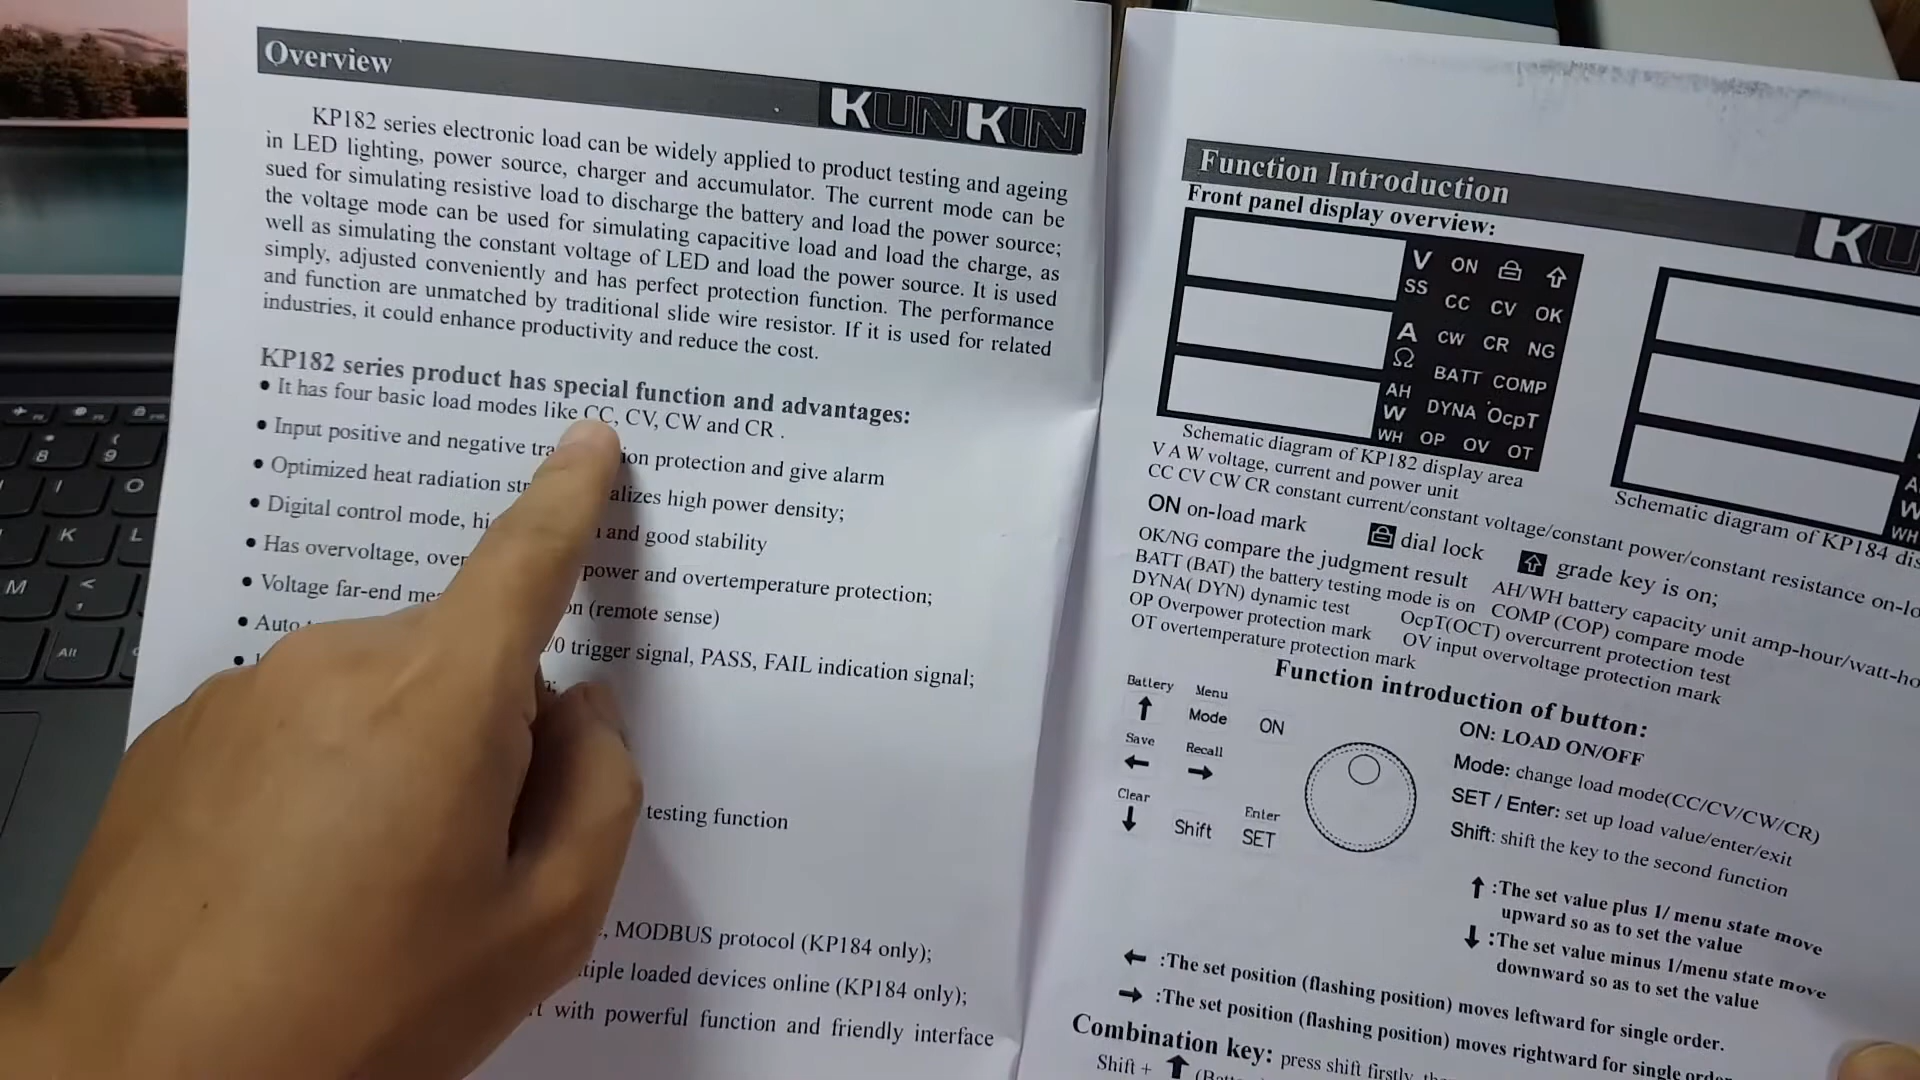 Overview
KUNKIN
KP182 series electronic load can be widely applied to product testing and ageing
in LED lighting, power source, charger and accumulator. The current mode can be
sued for simulating resistive load to discharge the battery and load the power source;
the voltage mode can be used for simulating capacitive load and load the charge, as
well as simulating the constant voltage of LED and load the power source. It is used
simply, adjusted conveniently and has perfect protection function. The performance
and function are unmatched by traditional slide wire resistor. If it is used for related
industries, it could enhance productivity and reduce the cost.
KP182 series product has special function and advantages:
• It has four basic load modes like CC, CV, CW and CR .
• Input positive and negative protection and give alarm
• Optimized heat radiation high power density;
• Digital control mode, and good stability
• Has overvoltage, power and overtemperature protection;
• Voltage far-end (remote sense)
• Auto trigger signal, PASS, FAIL indication signal;
testing function
MODBUS protocol (KP184 only);
loaded devices online (KP184 only);
with powerful function and friendly interface
Function Introduction
KU
Front panel display overview:
V ON
SS CC CV OK
A CW CR NG
Ω BATT COMP
AH DYNA OcpT
W OP OV OT
WH
Schematic diagram of KP182 display area
Schematic diagram of KP184
A
W
WH
V A W voltage, current and power unit
CC CV CW CR constant current/constant voltage/constant power/constant resistance
ON on-load mark dial lock grade key is on;
OK/NG compare the judgment result AH/WH battery capacity unit
BATT (BAT) the battery testing mode is on COMP (COP) compare mode
DYNA( DYN) dynamic test OcpT(OCT) overcurrent protection test
OP Overpower protection mark OV input overvoltage protection mark
OT overtemperature protection mark
Function introduction of button:
Battery Menu
↑ Mode ON
Save Recall
← →
Clear Enter
↓ Shift SET
ON: LOAD ON/OFF
Mode: change load mode(CC/CV/CW/CR)
SET / Enter: set up load value/enter/exit
Shift: shift the key to the second function
↑ :The set value plus 1/ menu state move
upward so as to set the value
↓ :The set value minus 1/menu state move
downward so as to set the value
← :The set position (flashing position) moves leftward for single order.
→ :The set position (flashing position) moves rightward for single
Combination key: press shift firstly,
Shift + ↑
8 9
I O
K L
M < ,
Alt